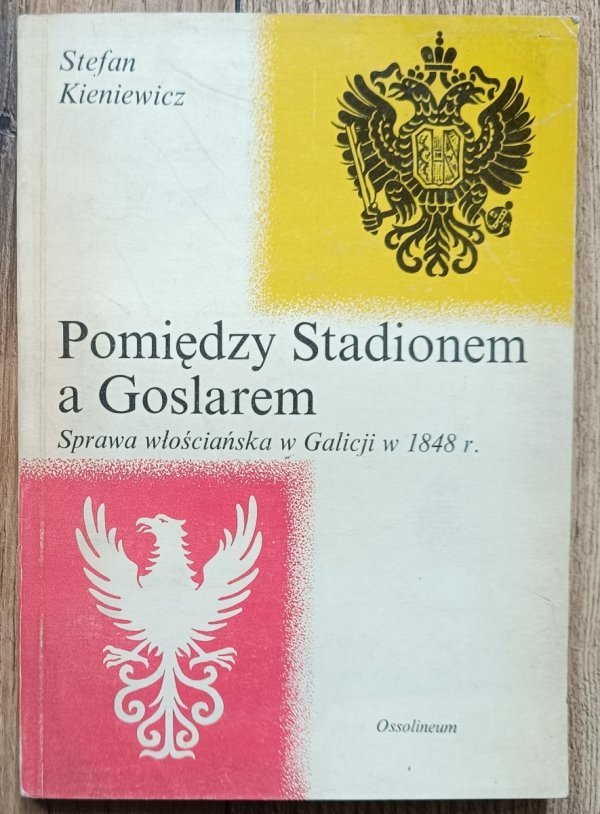 Stefan
Kieniewicz
Pomiędzy Stadionem
a Goslarem
Sprawa włościańska w Galicji w 1848 r.
Ossolineum